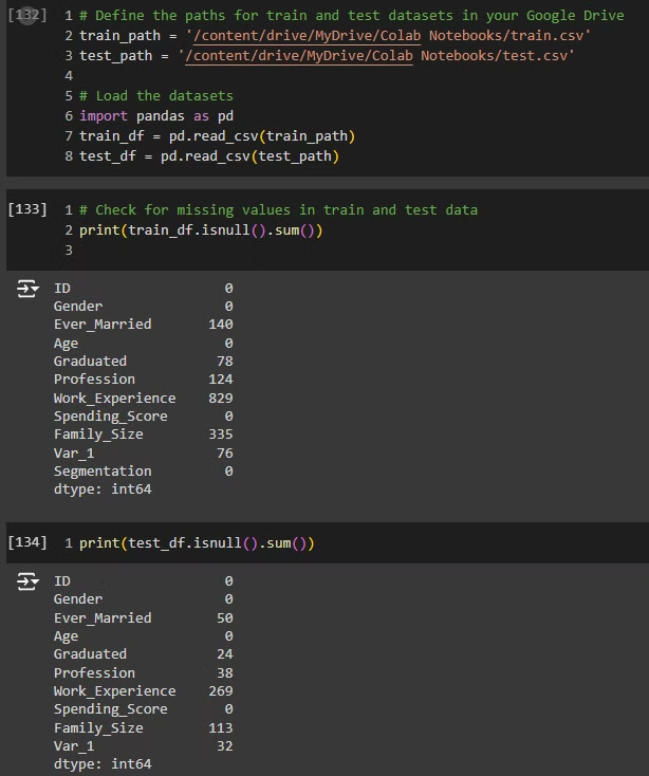 [132] 1 # Define the paths for train and test datasets in your Google Drive
2 train_path = '/content/drive/MyDrive/Colab Notebooks/train.csv'
3 test_path = '/content/drive/MyDrive/Colab Notebooks/test.csv'
4
5 # Load the datasets
6 import pandas as pd
7 train_df = pd.read_csv(train_path)
8 test_df = pd.read_csv(test_path)
[133] 1 # Check for missing values in train and test data
2 print(train_df.isnull().sum())
3
ID 0
Gender 0
Ever_Married 140
Age 0
Graduated 78
Profession 124
Work_Experience 829
Spending_Score 0
Family_Size 335
Var_1 76
Segmentation 0
dtype: int64
[134] 1 print(test_df.isnull().sum())
ID 0
Gender 0
Ever_Married 50
Age 0
Graduated 24
Profession 38
Work_Experience 269
Spending_Score 0
Family_Size 113
Var_1 32
dtype: int64